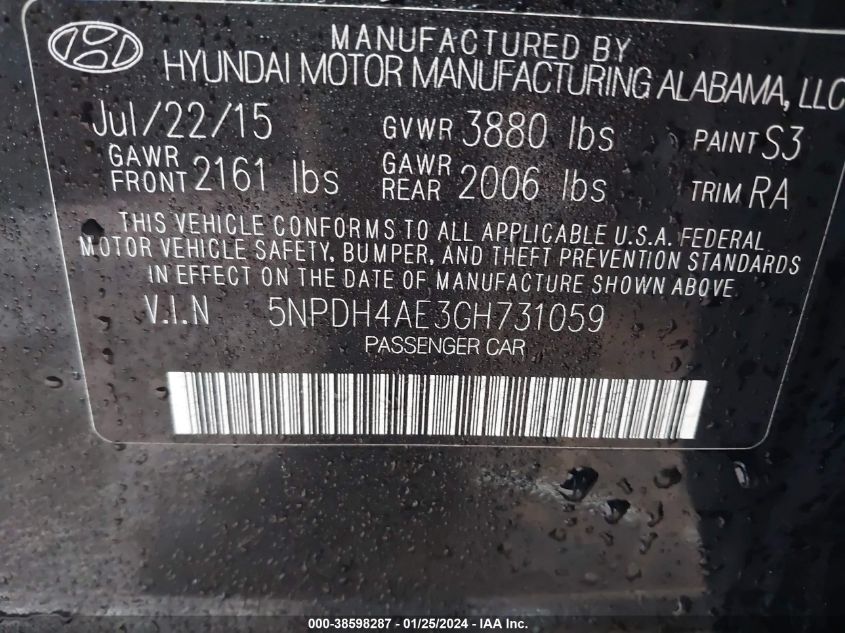 MANUFACTURED BY
HYUNDAI MOTOR MANUFACTURING ALABAMA, LLC
Jul/22/15 GVWR 3880 lbs PAINT S3
GAWR FRONT 2161 lbs GAWR REAR 2006 lbs TRIM RA
THIS VEHICLE CONFORMS TO ALL APPLICABLE U.S.A. FEDERAL
MOTOR VEHICLE SAFETY, BUMPER, AND THEFT PREVENTION STANDARDS
IN EFFECT ON THE DATE OF MANUFACTURE SHOWN ABOVE.
V.I.N 5NPDH4AE3GH731059
PASSENGER CAR
000-38598287 - 01/25/2024 - IAA Inc.